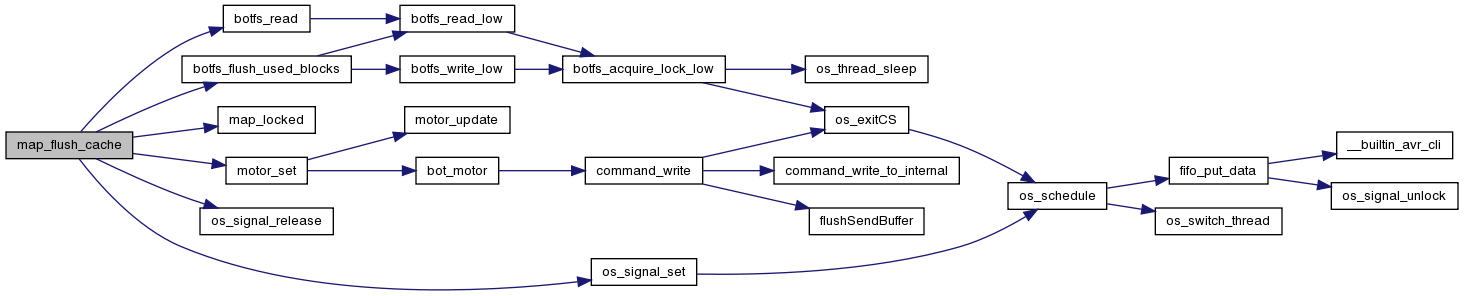 map_flush_cache
botfs_read
botfs_flush_used_blocks
map_locked
motor_set
os_signal_release
botfs_read_low
botfs_write_low
motor_update
bot_motor
botfs_acquire_lock_low
command_write
os_signal_set
os_thread_sleep
os_exitCS
command_write_to_internal
flushSendBuffer
os_schedule
fifo_put_data
os_switch_thread
__builtin_avr_cli
os_signal_unlock